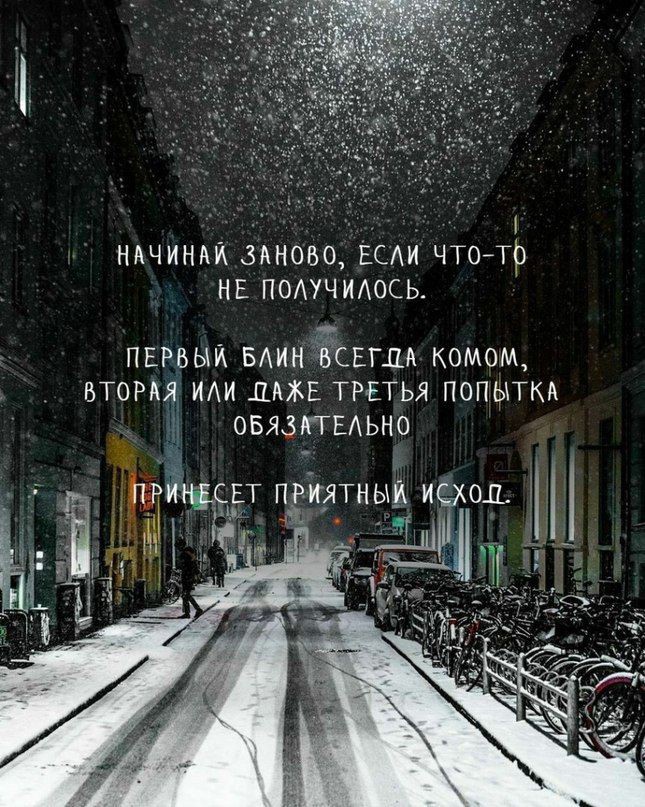 НАЧИНАЙ ЗАНОВО, ЕСЛИ ЧТО-ТО
НЕ ПОЛУЧИЛОСЬ.
ПЕРВЫЙ БЛИН ВСЕГДА КОМОМ,
ВТОРАЯ ИЛИ ДАЖЕ ТРЕТЬЯ ПОПЫТКА
ОБЯЗАТЕЛЬНО
ПРИНЕСЕТ ПРИЯТНЫЙ ИСХОД.